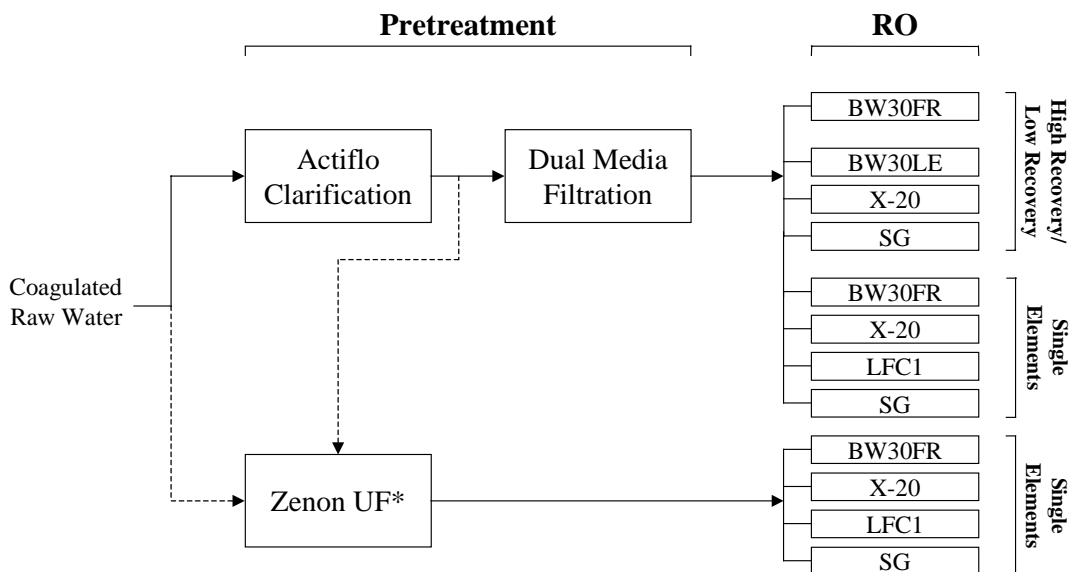 Pretreatment
RO
Coagulated
Raw Water
Actiflo
Clarification
Dual Media
Filtration
Zenon UF*
BW30FR
BW30LE
X-20
SG
High Recovery/
Low Recovery
BW30FR
X-20
LFC1
SG
Single
Elements
BW30FR
X-20
LFC1
SG
Single
Elements